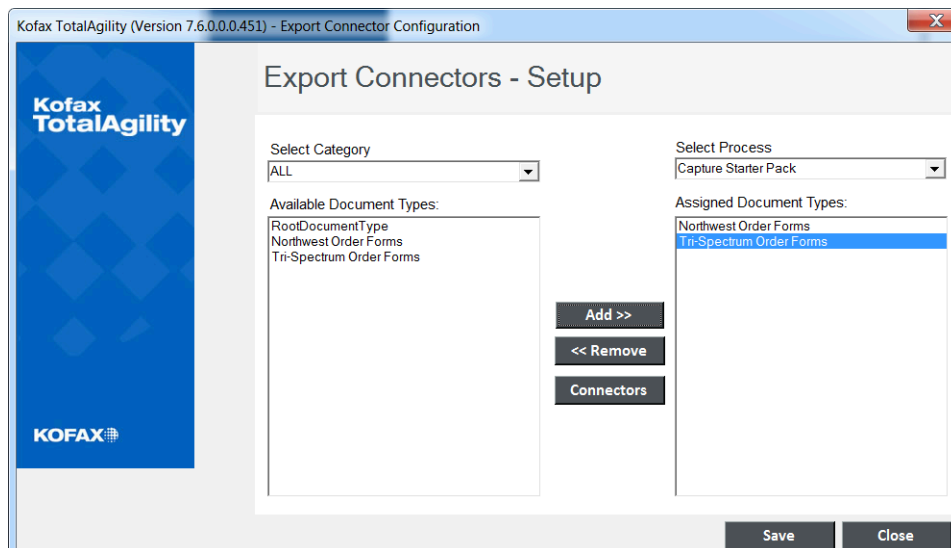 Kofax TotalAgility (Version 7.6.0.0.0.451) - Export Connector Configuration
X
Kofax
TotalAgility
Export Connectors - Setup
Select Category
ALL
Select Process
Capture Starter Pack
Available Document Types:
RootDocumentType
Northwest Order Forms
Tri-Spectrum Order Forms
Assigned Document Types:
Northwest Order Forms
Tri-Spectrum Order Forms
Add >>
<< Remove
Connectors
KOFAX
Save
Close